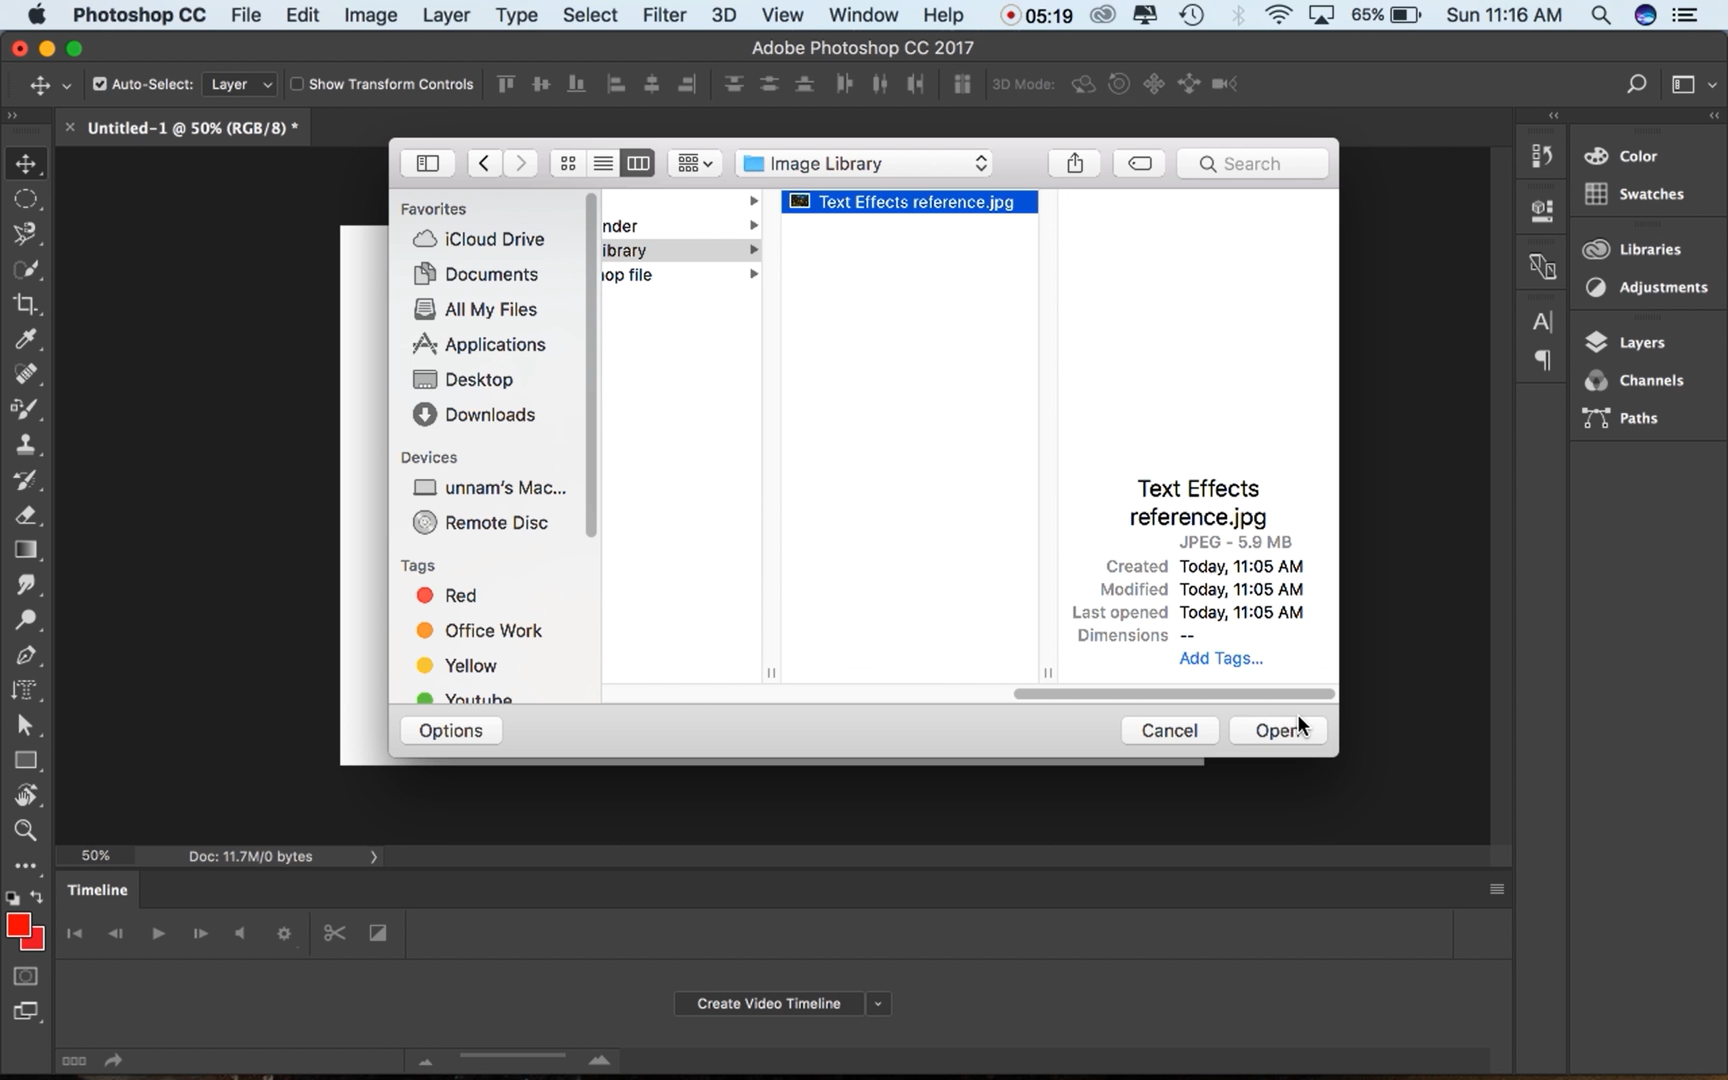 Photoshop CC File Edit Image Layer Type Select Filter 3D View Window Help 05:19 65% Sun 11:16 AM
Adobe Photoshop CC 2017
Auto-Select: Layer Show Transform Controls 3D Mode:
Untitled-1 @ 50% (RGB/8) *
Image Library Search
Favorites
iCloud Drive
Documents
All My Files
Applications
Desktop
Downloads
Devices
unnam's Mac...
Remote Disc
Tags
Red
Office Work
Yellow
Youtube
nder
ibrary
op file
Text Effects reference.jpg
Text Effects
reference.jpg
JPEG - 5.9 MB
Created Today, 11:05 AM
Modified Today, 11:05 AM
Last opened Today, 11:05 AM
Dimensions --
Add Tags...
Options Cancel Open
Color
Swatches
Libraries
Adjustments
Layers
Channels
Paths
50% Doc: 11.7M/0 bytes
Timeline
Create Video Timeline